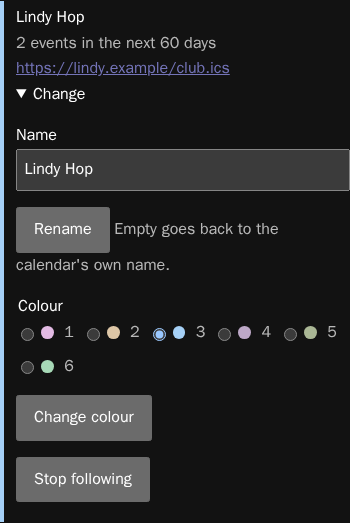 Lindy Hop
2 events in the next 60 days
https://lindy.example/club.ics
▼ Change
Name
Lindy Hop
Rename Empty goes back to the
calendar's own name.
Colour
1 2 3 4 5
6
Change colour
Stop following